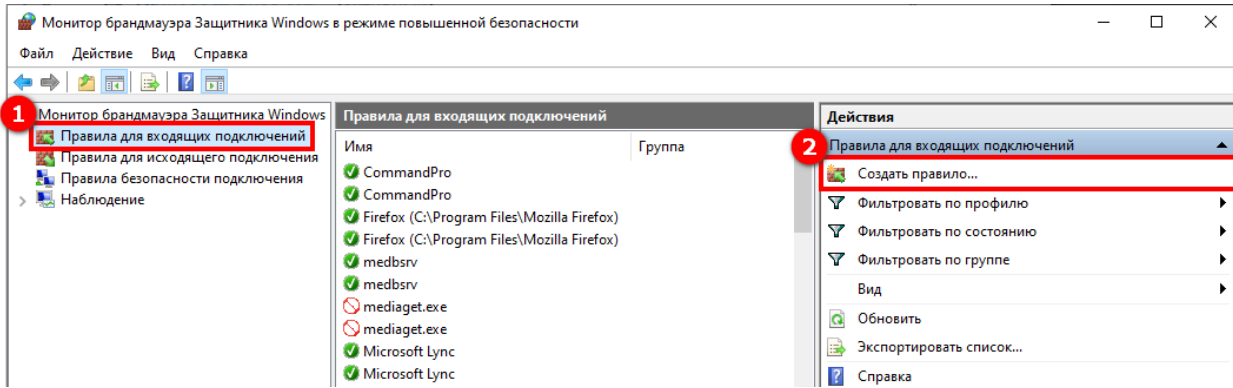 Монитор брандмауэра Защитника Windows в режиме повышенной безопасности
Файл Действие Вид Справка
1
Монитор брандмауэра Защитника Windows
Правила для входящих подключений
Правила для исходящего подключения
Правила безопасности подключения
Наблюдение
Правила для входящих подключений
Имя Группа
CommandPro
CommandPro
Firefox (C:\Program Files\Mozilla Firefox)
Firefox (C:\Program Files\Mozilla Firefox)
medbsrv
medbsrv
mediaget.exe
mediaget.exe
Microsoft Lync
Microsoft Lync
Действия
2
Правила для входящих подключений
Создать правило...
Фильтровать по профилю
Фильтровать по состоянию
Фильтровать по группе
Вид
Обновить
Экспортировать список...
Справка